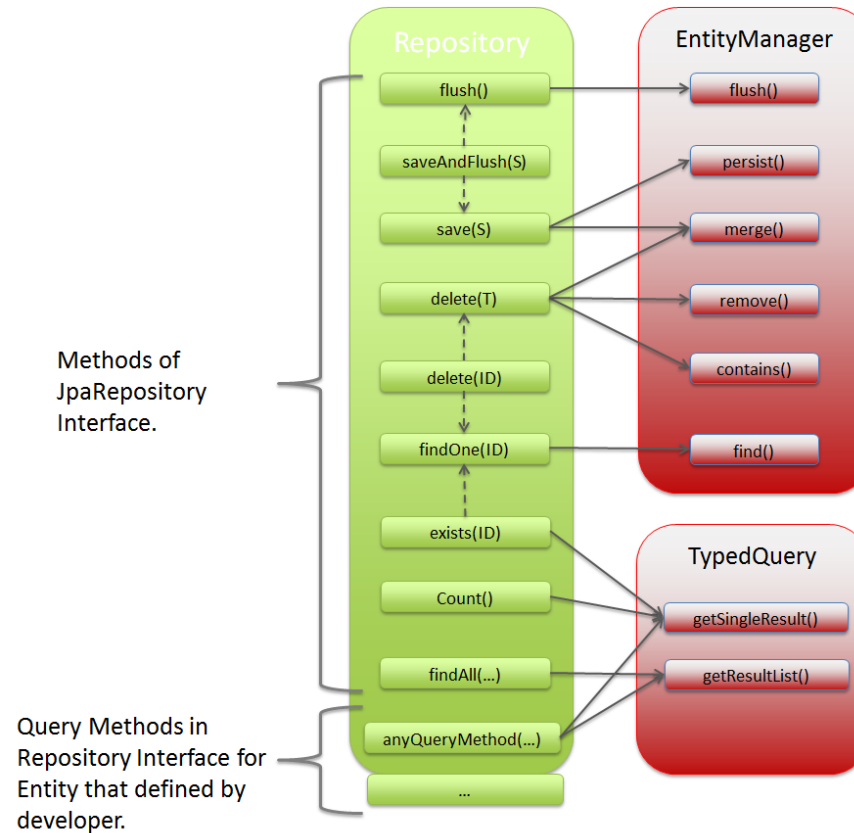 Repository
flush()
saveAndFlush(S)
save(S)
delete(T)
delete(ID)
findOne(ID)
exists(ID)
Count()
findAll(...)
anyQueryMethod(...)
...
EntityManager
flush()
persist()
merge()
remove()
contains()
find()
TypedQuery
getSingleResult()
getResultList()
Methods of
JpaRepository
Interface.
Query Methods in
Repository Interface for
Entity that defined by
developer.